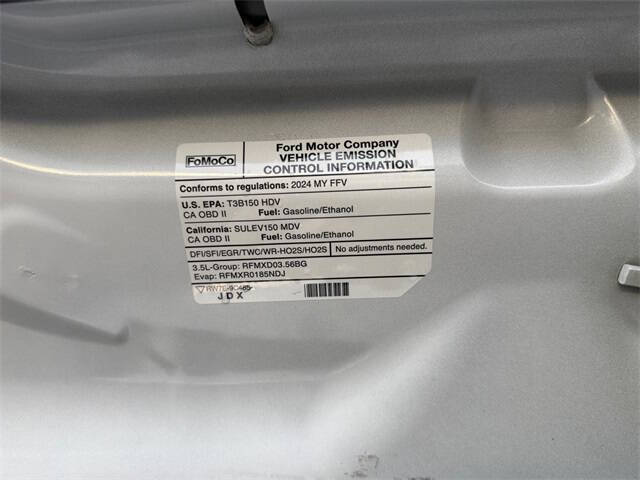 FoMoCo
Ford Motor Company
VEHICLE EMISSION
CONTROL INFORMATION
Conforms to regulations: 2024 MY FFV
U.S. EPA: T3B150 HDV
CA OBD II Fuel: Gasoline/Ethanol
California: SULEV150 MDV
CA OBD II Fuel: Gasoline/Ethanol
DFI/SFI/EGR/TWC/WR-HO2S/HO2S No adjustments needed.
3.5L-Group: RFMXD03.56BG
Evap: RFMXR0185NDJ
JDX